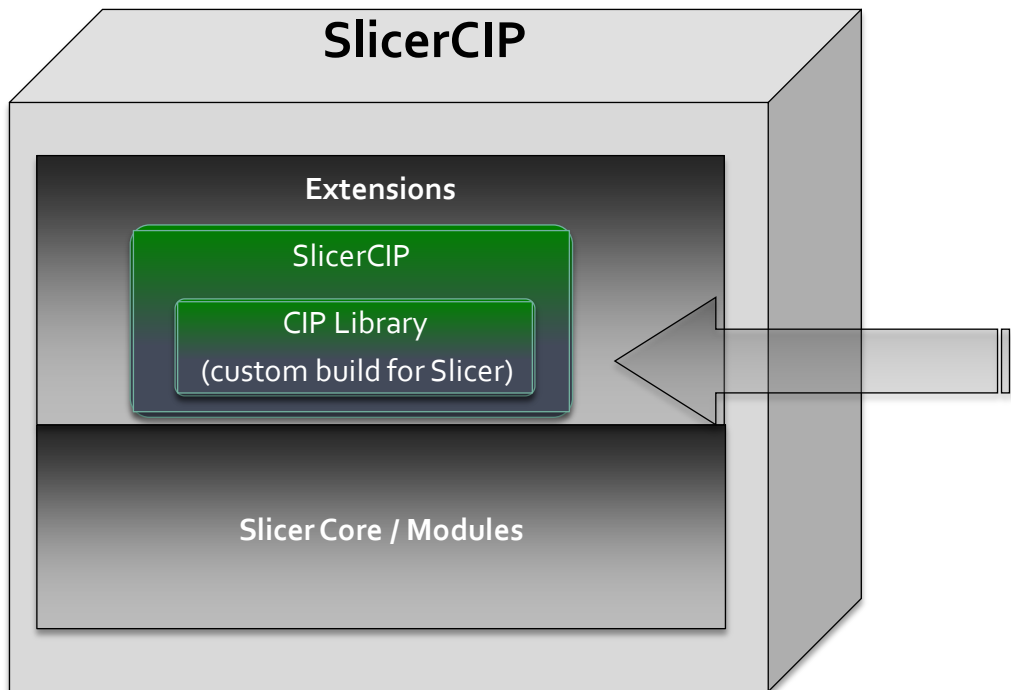 SlicerCIP
Extensions
SlicerCIP
CIP Library
(custom build for Slicer)
Slicer Core / Modules